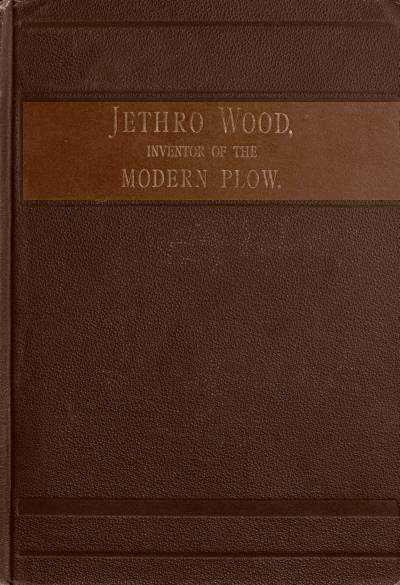 JETHRO WOOD,
INVENTOR OF THE
MODERN PLOW.